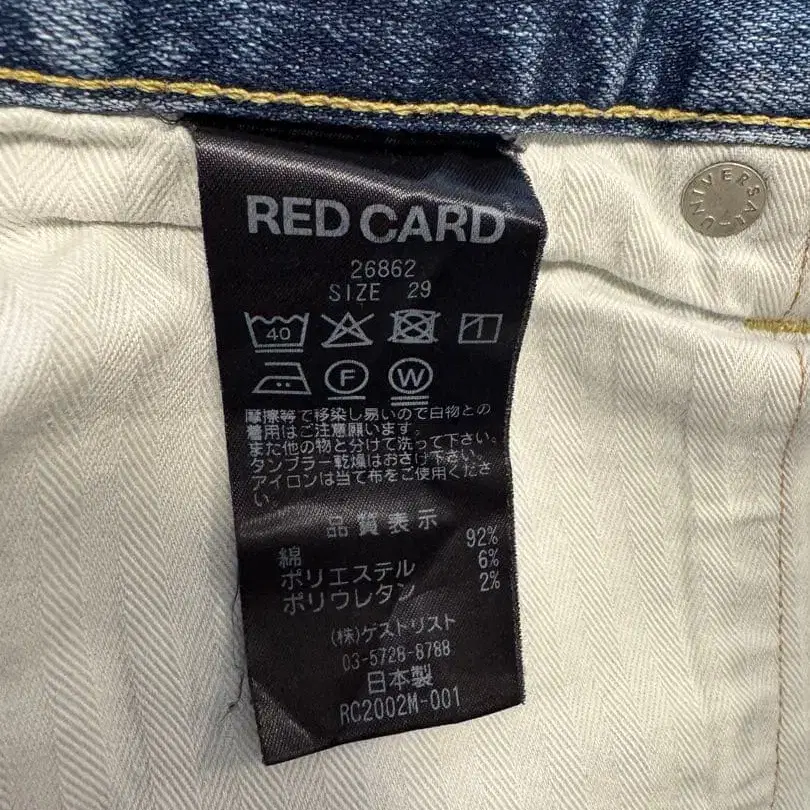 RED CARD
26862
SIZE 29
40
F W
摩擦等で移染し易いので白物との
着用はご注意願います。
また他の物と分けて洗って下さい。
タンブラー乾燥はおさけ下さい。
アイロンは当て布をご使用くださ
い。
品質表示
綿 92%
ポリエステル 6%
ポリウレタン 2%
(株)ゲストリスト
03-5728-8788
日本製
RC2002M-001
UNIVERSAL